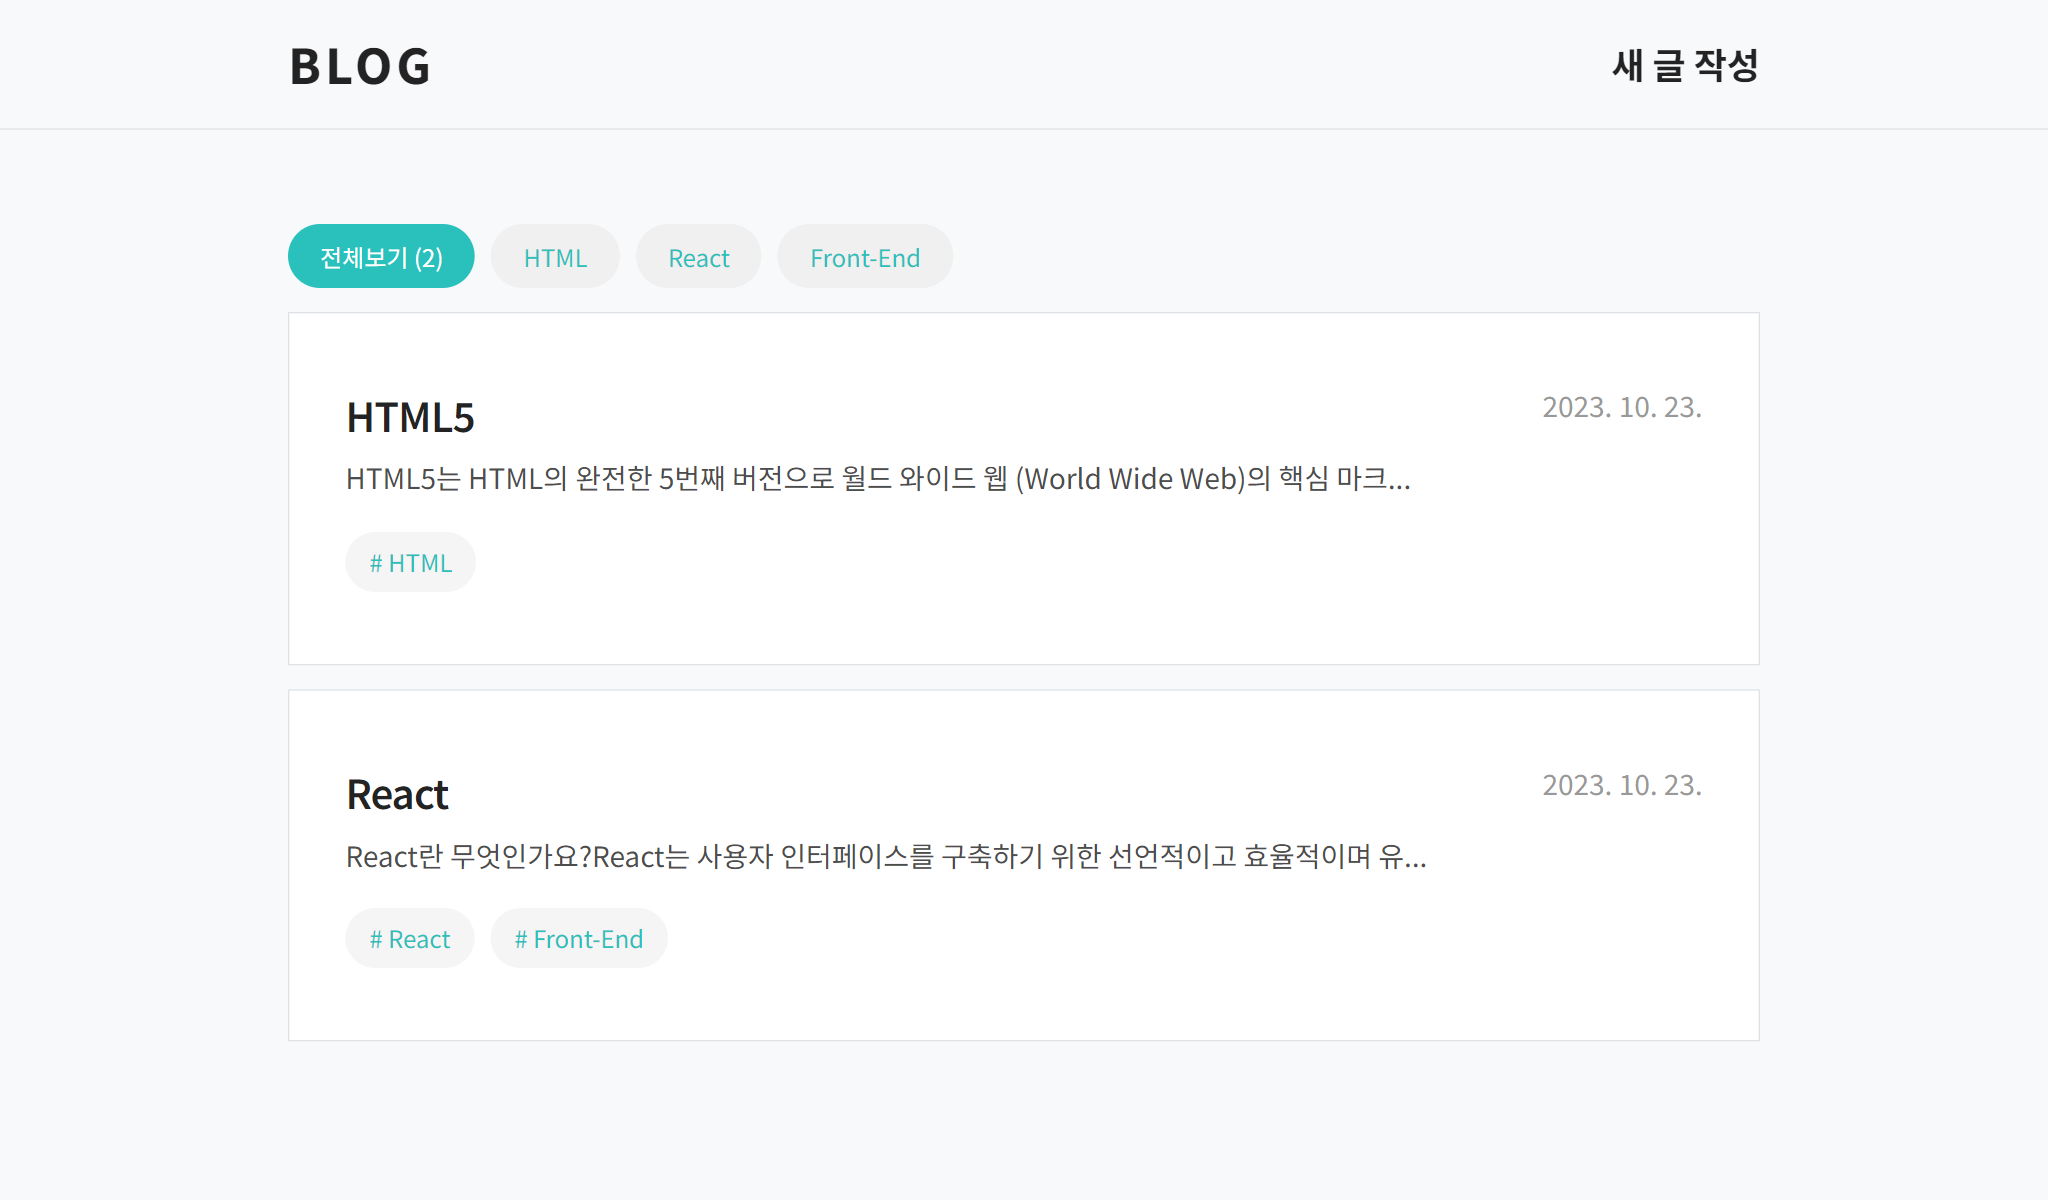 BLOG
새 글 작성
전체보기 (2)
HTML
React
Front-End
HTML5
2023. 10. 23.
HTML5는 HTML의 완전한 5번째 버전으로 월드 와이드 웹 (World Wide Web)의 핵심 마크...
# HTML
React
2023. 10. 23.
React란 무엇인가요?React는 사용자 인터페이스를 구축하기 위한 선언적이고 효율적이며 유...
# React
# Front-End